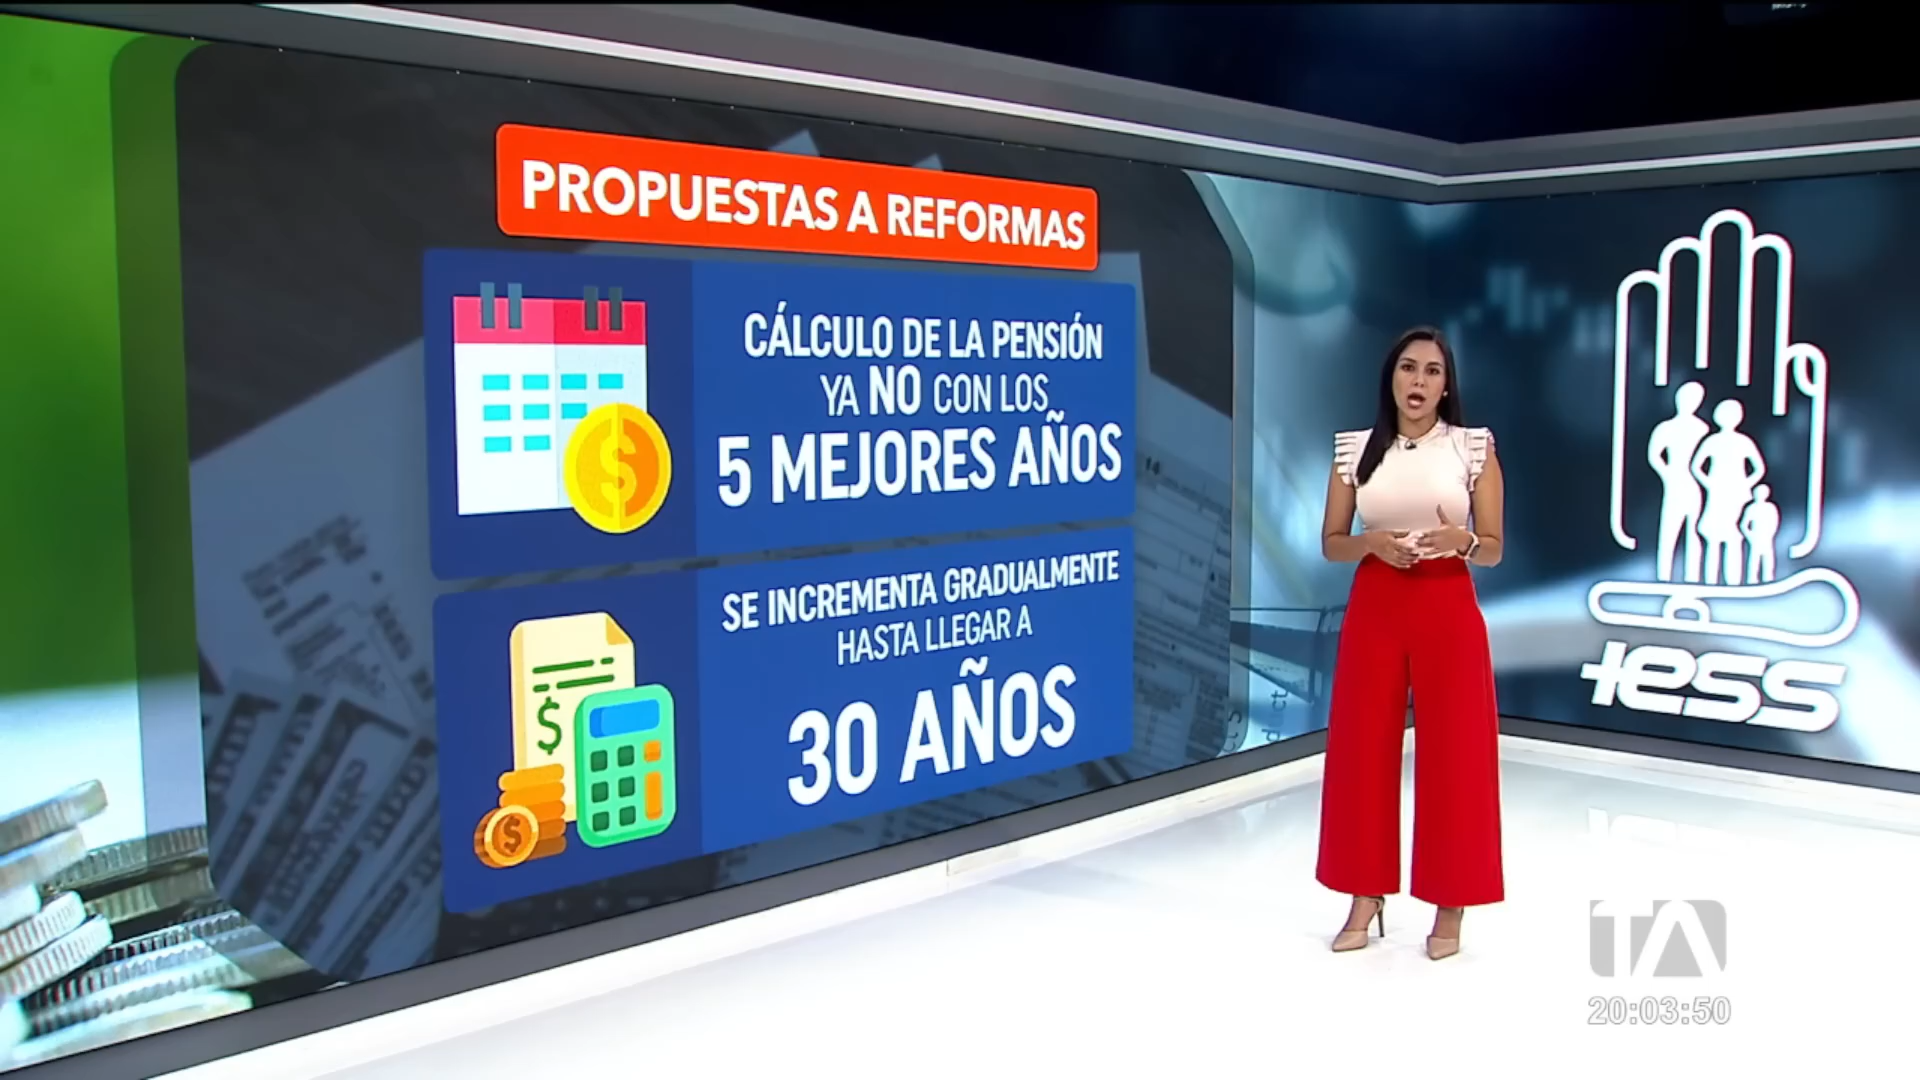 PROPUESTAS A REFORMAS
CÁLCULO DE LA PENSIÓN
YA NO CON LOS
5 MEJORES AÑOS
SE INCREMENTA GRADUALMENTE
HASTA LLEGAR A
30 AÑOS
iess
TA
20:03:50